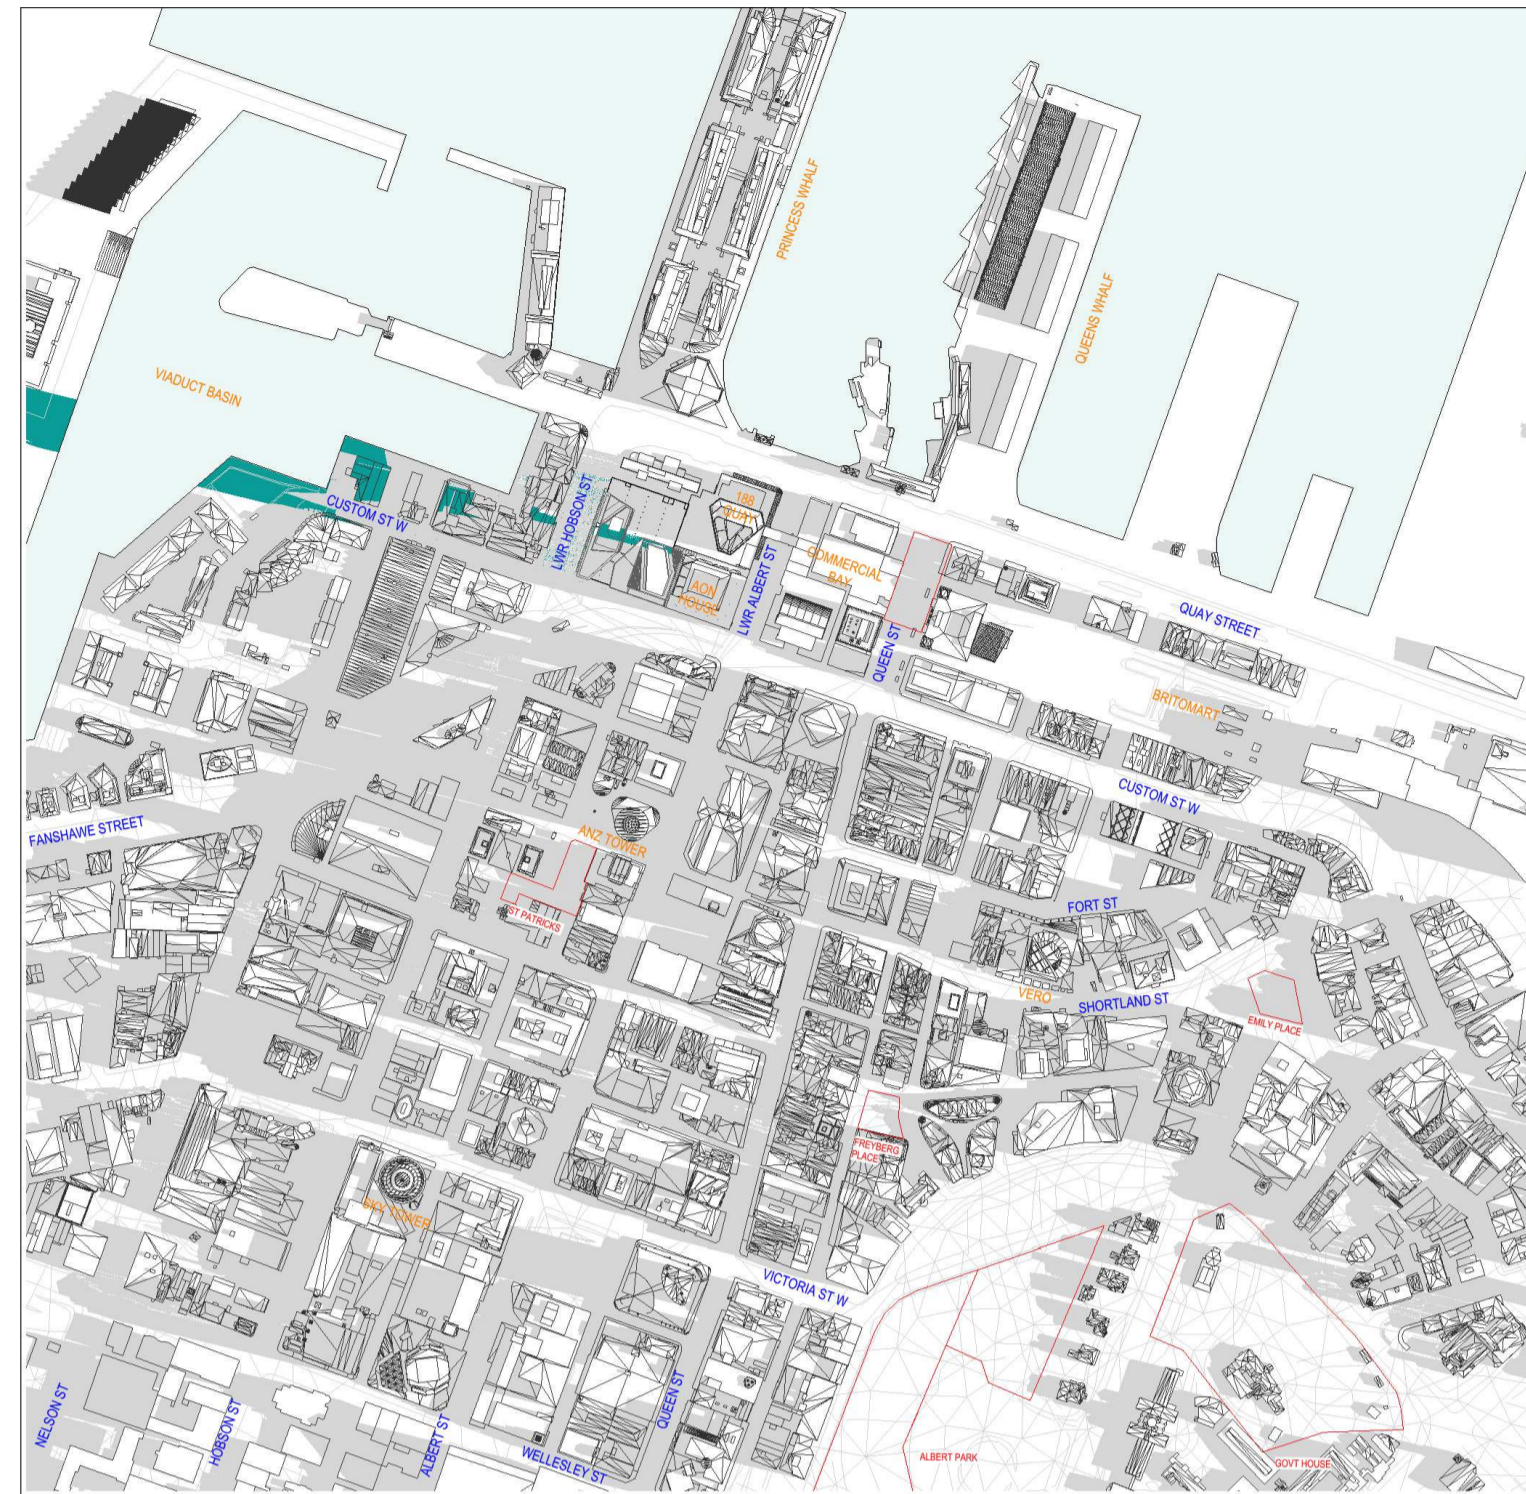 PRINCESS WHALF
QUEENS WHALF
VIADUCT BASIN
CUSTOM ST W
LWR HOBSON ST
188
QUAY
LWR ALBERT ST
COMMERCIAL
BAY
AON
HOUSE
QUEEN ST
QUAY STREET
BRITOMART
CUSTOM ST W
FANSHAWE STREET
ANZ TOWER
ST PATRICKS
FORT ST
VERO
SHORTLAND ST
EMILY PLACE
FREYBERG
PLACE
SKY TOWER
VICTORIA ST W
NELSON ST
HOBSON ST
ALBERT ST
WELLESLEY ST
QUEEN ST
ALBERT PARK
GOVT HOUSE